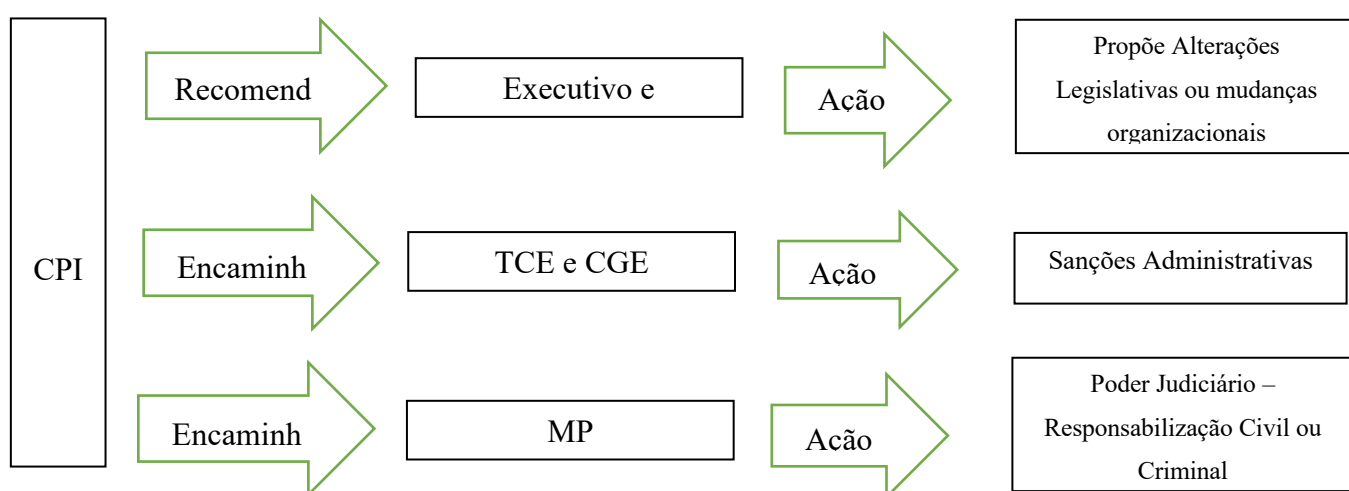 CPI
Recomend
Executivo e
Ação
Propõe Alterações
Legislativas ou mudanças
organizacionais
Encaminh
TCE e CGE
Ação
Sanções Administrativas
Encaminh
MP
Ação
Poder Judiciário –
Responsabilização Civil ou
Criminal